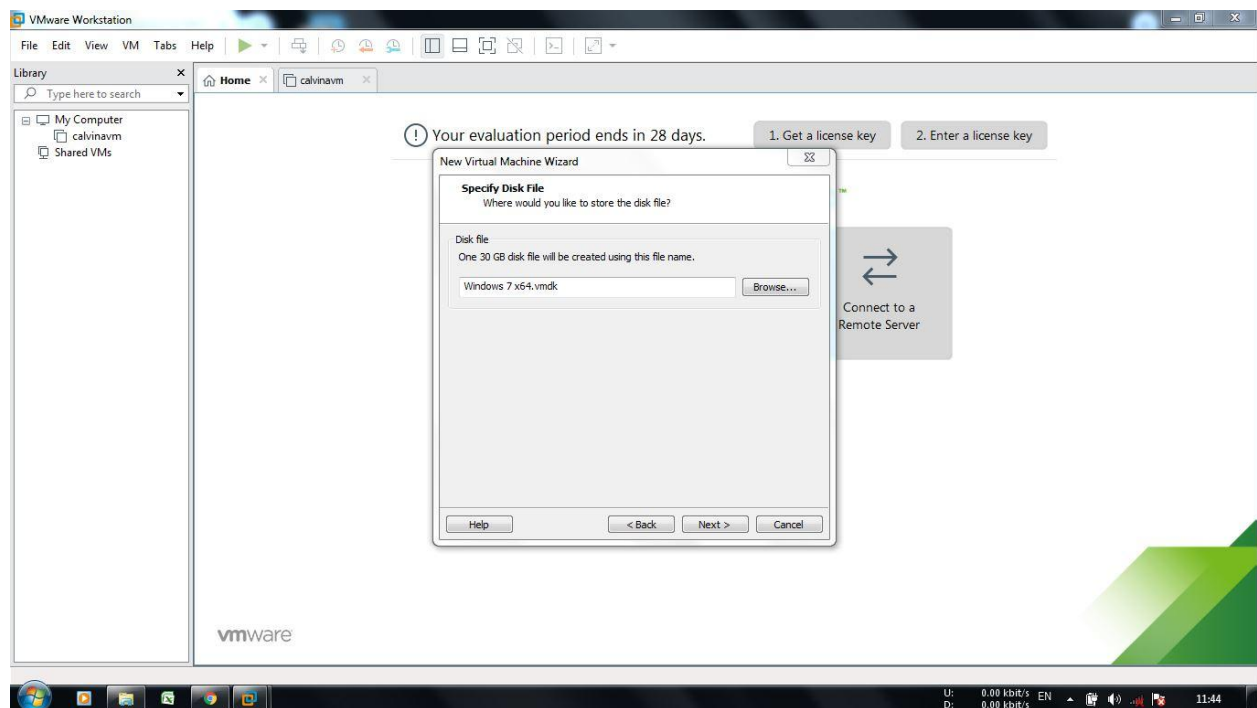 VMware Workstation
File Edit View VM Tabs Help
Library
Type here to search
My Computer
calvinavm
Shared VMs
Home
calvinavm
Your evaluation period ends in 28 days.
1. Get a license key
2. Enter a license key
New Virtual Machine Wizard
Specify Disk File
Where would you like to store the disk file?
Disk file
One 30 GB disk file will be created using this file name.
Windows 7 x64.vmdk
Browse...
Help
< Back
Next >
Cancel
™
Connect to a
Remote Server
vmware
U: 0.00 kbit/s
D: 0.00 kbit/s
EN
11:44